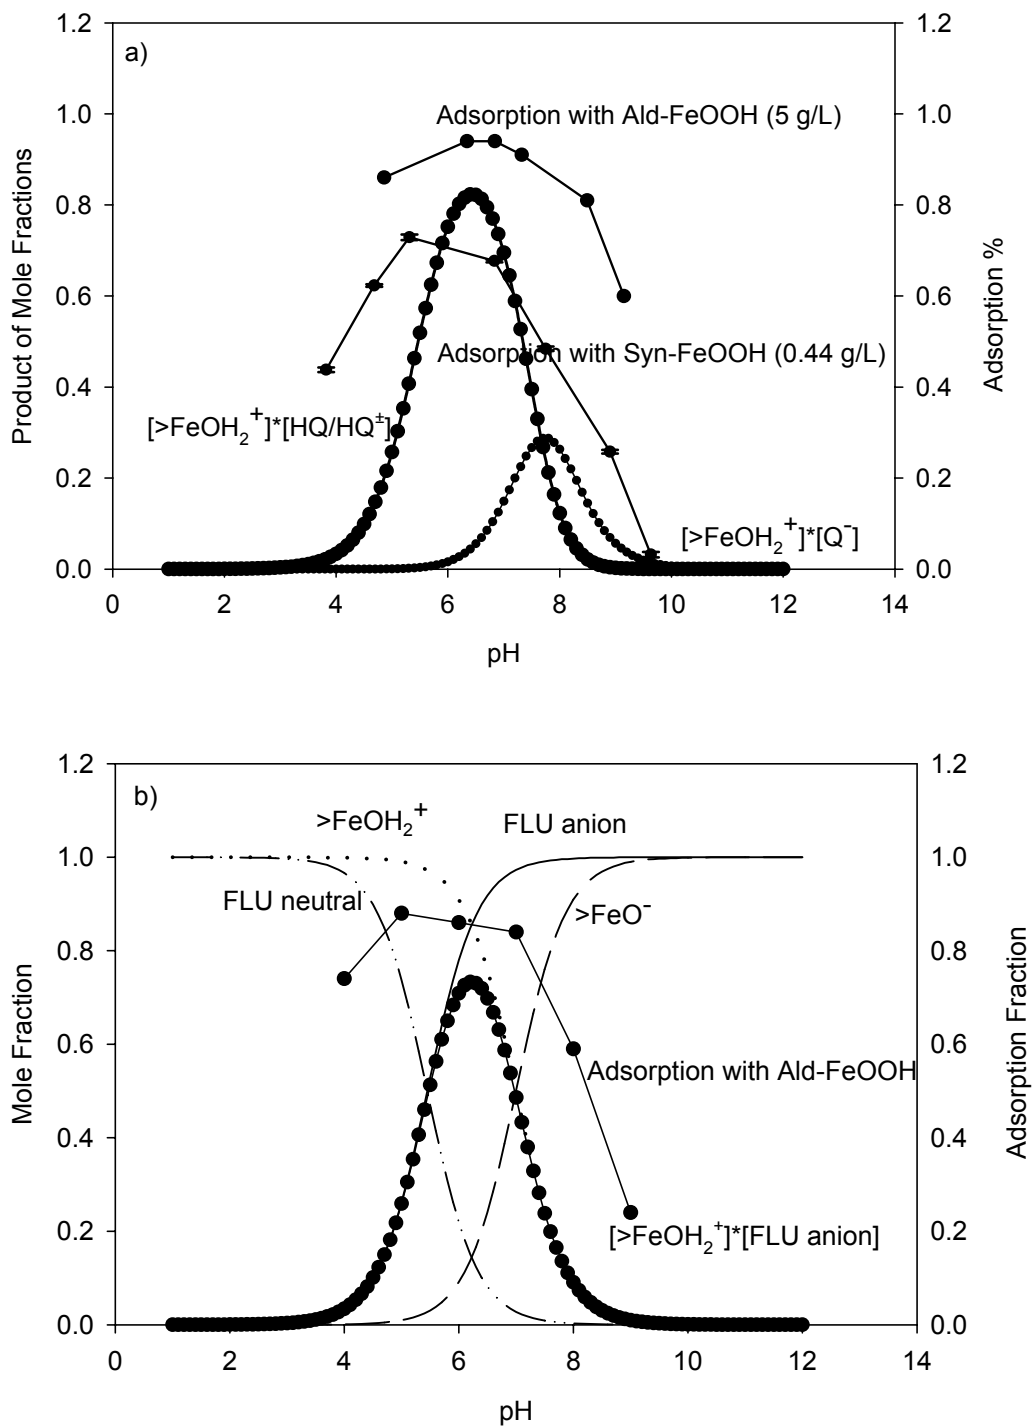 a)
Product of Mole Fractions
Adsorption %
1.2
1.0
0.8
0.6
0.4
0.2
0.0
1.2
1.0
0.8
0.6
0.4
0.2
0.0
Adsorption with Ald-FeOOH (5 g/L)
Adsorption with Syn-FeOOH (0.44 g/L)
[>FeOH₂⁺]*[HQ/HQ±]
[>FeOH₂⁺]*[Q⁻]
0 2 4 6 8 10 12 14
pH
b)
Mole Fraction
Adsorption Fraction
1.2
1.0
0.8
0.6
0.4
0.2
0.0
1.2
1.0
0.8
0.6
0.4
0.2
0.0
>FeOH₂⁺
FLU anion
FLU neutral
>FeO⁻
Adsorption with Ald-FeOOH
[>FeOH₂⁺]*[FLU anion]
0 2 4 6 8 10 12 14
pH